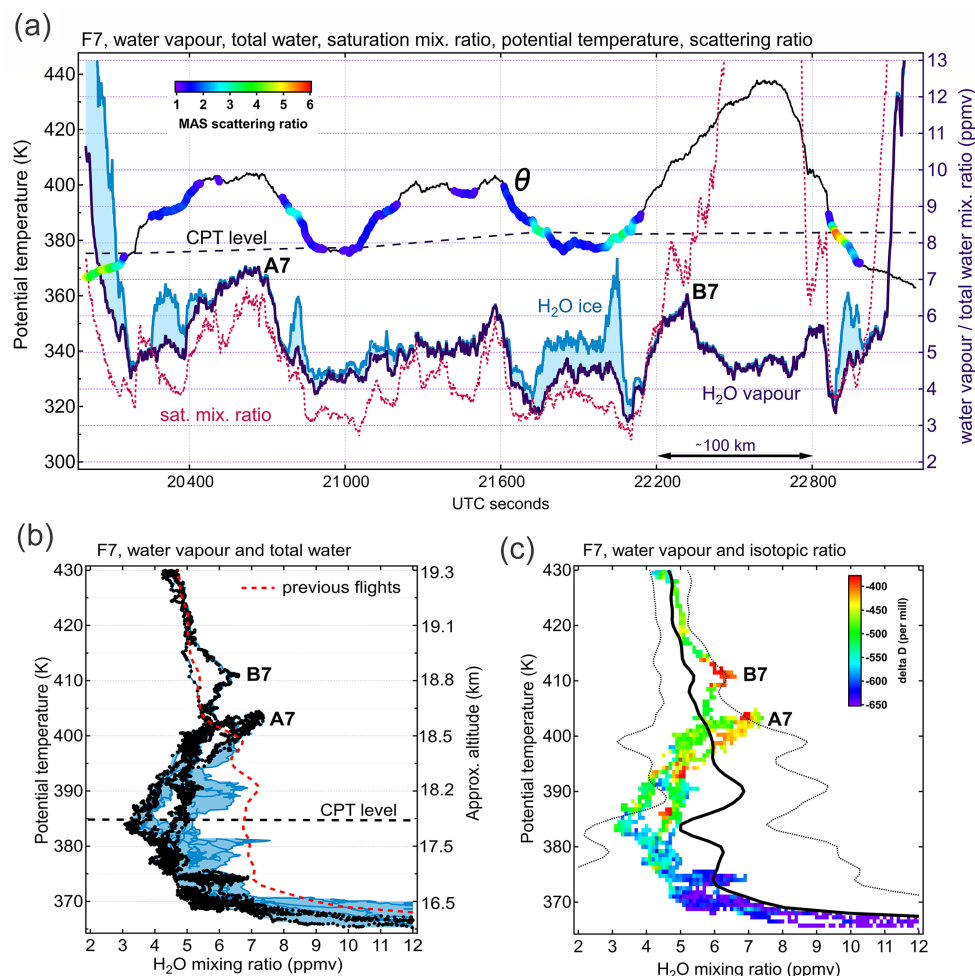 (a)
F7, water vapour, total water, saturation mix. ratio, potential temperature, scattering ratio
440
420
400
380
360
340
320
300
Potential temperature (K)
1 2 3 4 5 6
MAS scattering ratio
CPT level
θ
A7
B7
H2O ice
H2O vapour
sat. mix. ratio
~100 km
13
12
11
10
9
8
7
6
5
4
3
2
water vapour / total water mix. ratio (ppmv)
20400 21000 21600 22200 22800
UTC seconds
(b)
F7, water vapour and total water
430
420
410
400
390
380
370
Potential temperature (K)
previous flights
B7
A7
CPT level
19.3
19.1
18.8
18.5
18.2
17.5
16.5
Approx. altitude (km)
2 3 4 5 6 7 8 9 10 11 12
H2O mixing ratio (ppmv)
(c)
F7, water vapour and isotopic ratio
430
420
410
400
390
380
370
Potential temperature (K)
-400
-450
-500
-550
-600
-650
delta D (per mill)
B7
A7
2 3 4 5 6 7 8 9 10 11 12
H2O mixing ratio (ppmv)